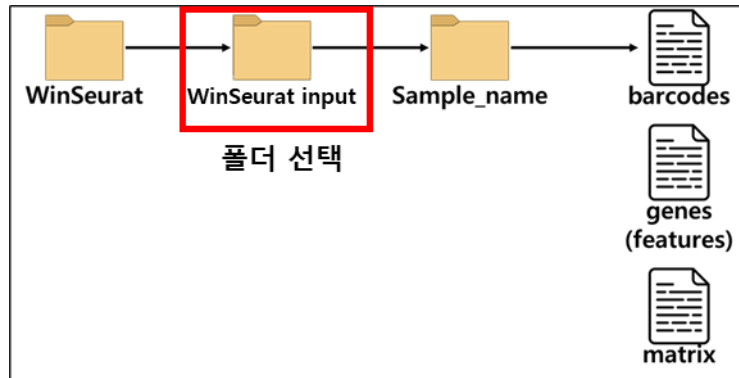 WinSeurat
WinSeurat input
Sample_name
barcodes
폴더 선택
genes
(features)
matrix